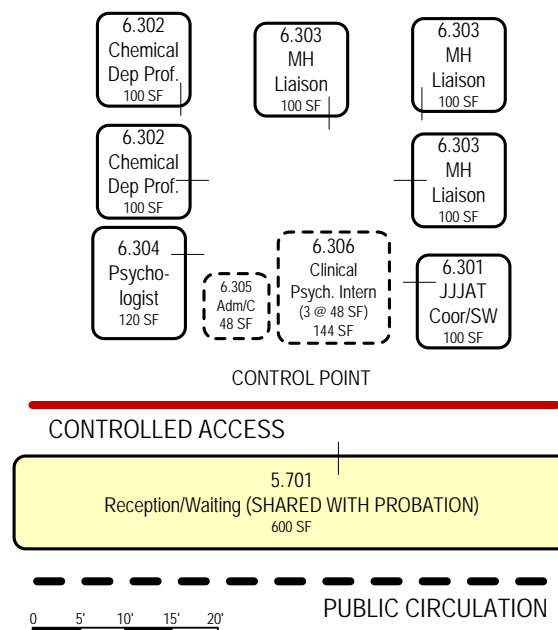 6.302
Chemical
Dep Prof.
100 SF
6.303
MH
Liaison
100 SF
6.303
MH
Liaison
100 SF
6.302
Chemical
Dep Prof.
100 SF
6.303
MH
Liaison
100 SF
6.304
Psycho-
logist
120 SF
6.305
Adm/C
48 SF
6.306
Clinical
Psych. Intern
(3 @ 48 SF)
144 SF
6.301
JJJAT
Coor/SW
100 SF
CONTROL POINT
CONTROLLED ACCESS
5.701
Reception/Waiting (SHARED WITH PROBATION)
600 SF
PUBLIC CIRCULATION
0 5' 10' 15' 20'